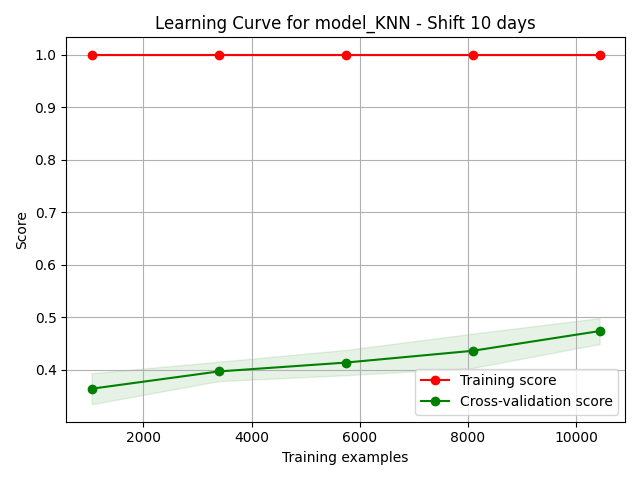 Learning Curve for model_KNN - Shift 10 days
Score
1.0
0.9
0.8
0.7
0.6
0.5
0.4
Training score
Cross-validation score
2000 4000 6000 8000 10000
Training examples